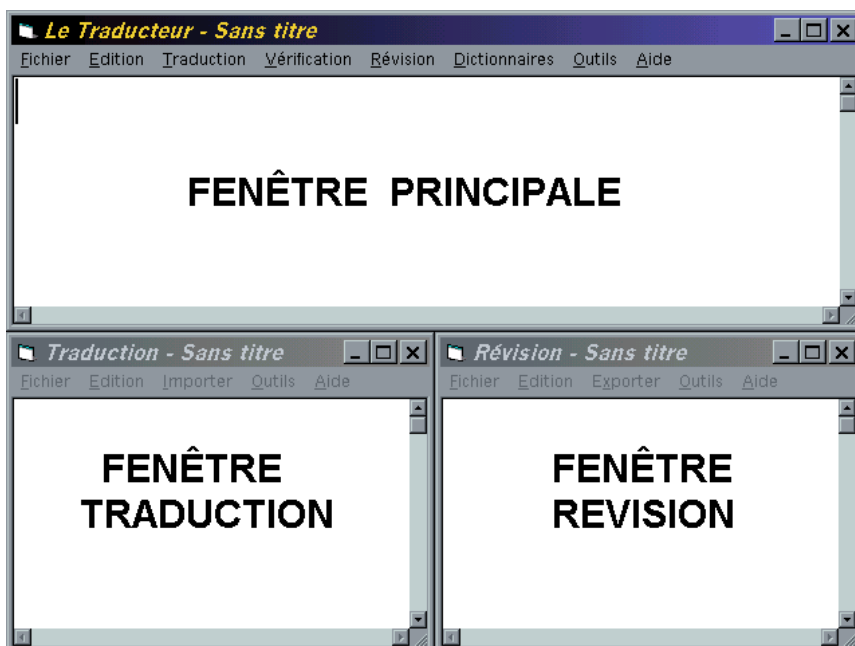 Le Traducteur - Sans titre
Fichier Edition Traduction Vérification Révision Dictionnaires Outils Aide
FENÊTRE PRINCIPALE
Traduction - Sans titre
Fichier Edition Importer Outils Aide
FENÊTRE
TRADUCTION
Révision - Sans titre
Fichier Edition Exporter Outils Aide
FENÊTRE
REVISION